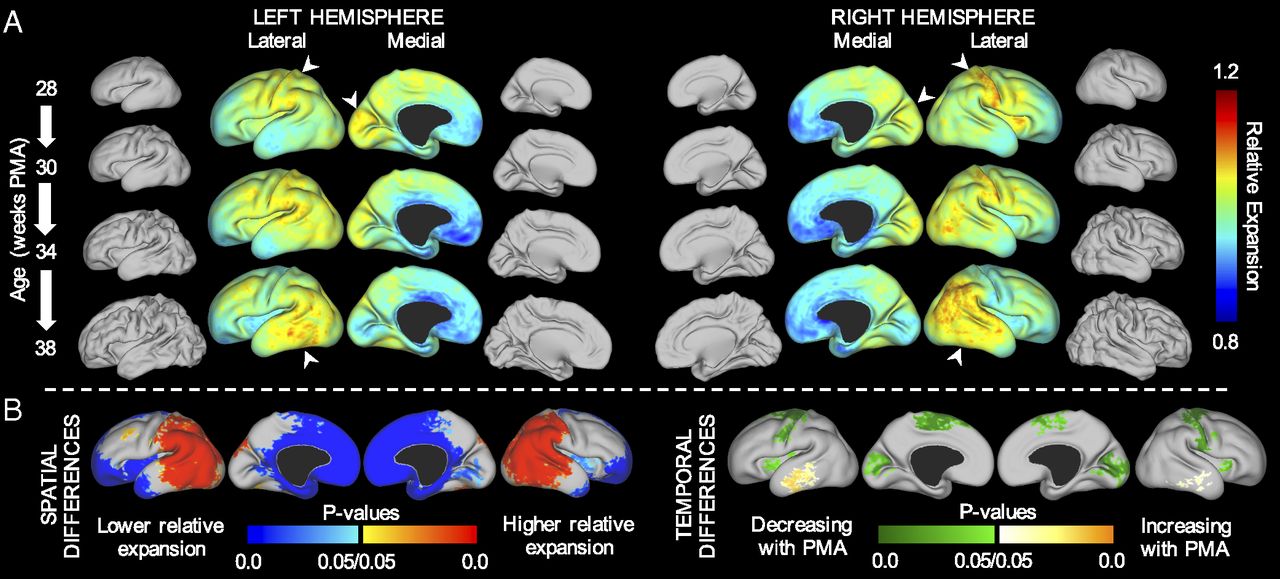 A
LEFT HEMISPHERE
Lateral
Medial
RIGHT HEMISPHERE
Medial
Lateral
Age (weeks PMA)
28
30
34
38
1.2
Relative Expansion
0.8
B
SPATIAL
DIFFERENCES
Lower relative
expansion
P-values
0.0
0.05/0.05
0.0
Higher relative
expansion
TEMPORAL
DIFFERENCES
Decreasing
with PMA
P-values
0.0
0.05/0.05
0.0
Increasing
with PMA